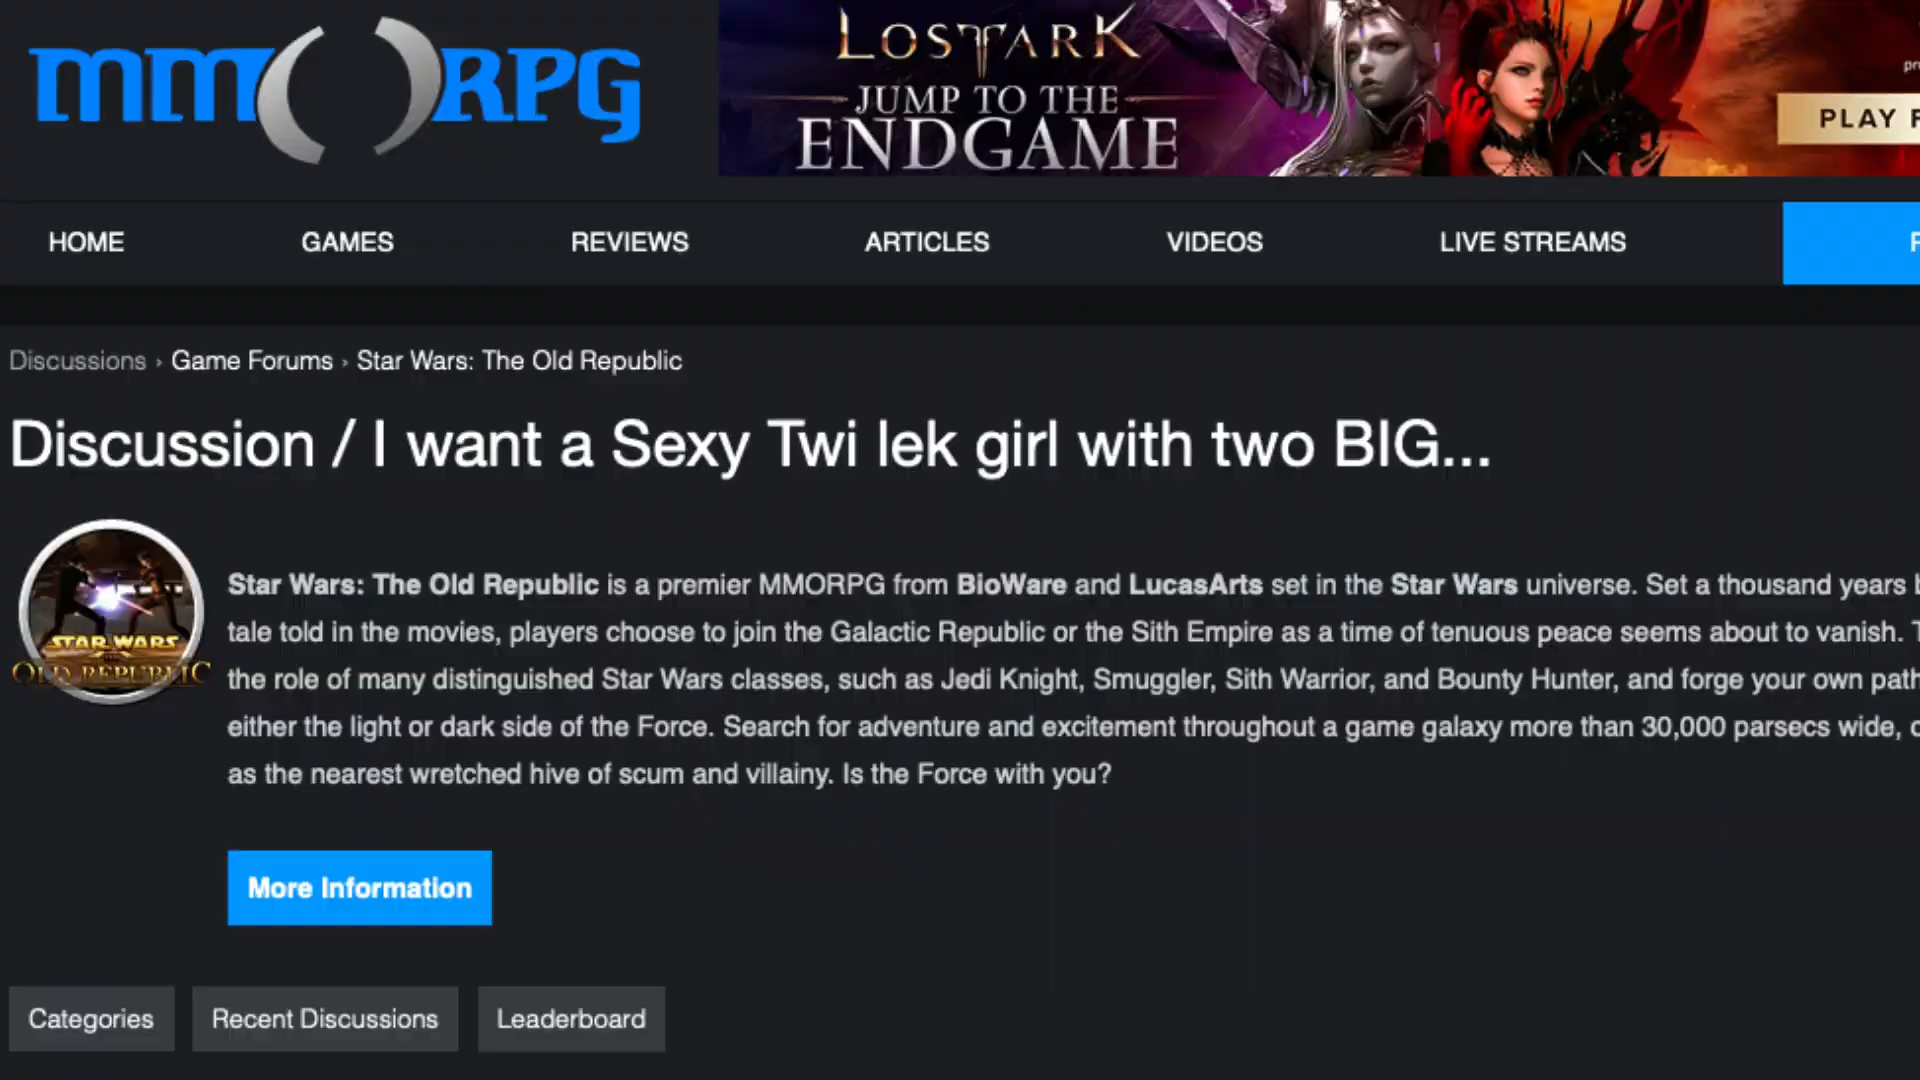 mmORPG
LOST ARK
JUMP TO THE
ENDGAME
PLAY
HOME
GAMES
REVIEWS
ARTICLES
VIDEOS
LIVE STREAMS
Discussions › Game Forums › Star Wars: The Old Republic
Discussion / I want a Sexy Twi lek girl with two BIG...
STAR WARS
OLD REPUBLIC
Star Wars: The Old Republic is a premier MMORPG from BioWare and LucasArts set in the Star Wars universe. Set a thousand years
tale told in the movies, players choose to join the Galactic Republic or the Sith Empire as a time of tenuous peace seems about to vanish.
the role of many distinguished Star Wars classes, such as Jedi Knight, Smuggler, Sith Warrior, and Bounty Hunter, and forge your own path
either the light or dark side of the Force. Search for adventure and excitement throughout a game galaxy more than 30,000 parsecs wide,
as the nearest wretched hive of scum and villainy. Is the Force with you?
More Information
Categories
Recent Discussions
Leaderboard